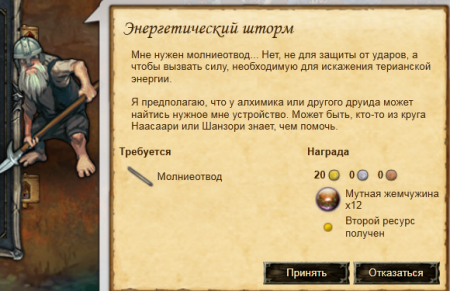 Энергетический шторм
Мне нужен молниеотвод... Нет, не для защиты от ударов, а
чтобы вызвать силу, необходимую для искажения терианской
энергии.
Я предполагаю, что у алхимика или другого друида может
найтись нужное мне устройство. Может быть, кто-то из круга
Наасаари или Шанзори знает, чем помочь.
Требуется
Молниеотвод
Награда
20 0 0
Мутная жемчужина
x12
Второй ресурс
получен
Принять
Отказаться